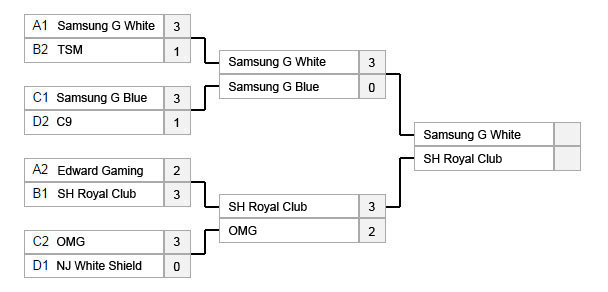 A1 Samsung G White 3
B2 TSM 1
C1 Samsung G Blue 3
D2 C9 1
A2 Edward Gaming 2
B1 SH Royal Club 3
C2 OMG 3
D1 NJ White Shield 0
Samsung G White 3
Samsung G Blue 0
SH Royal Club 3
OMG 2
Samsung G White
SH Royal Club